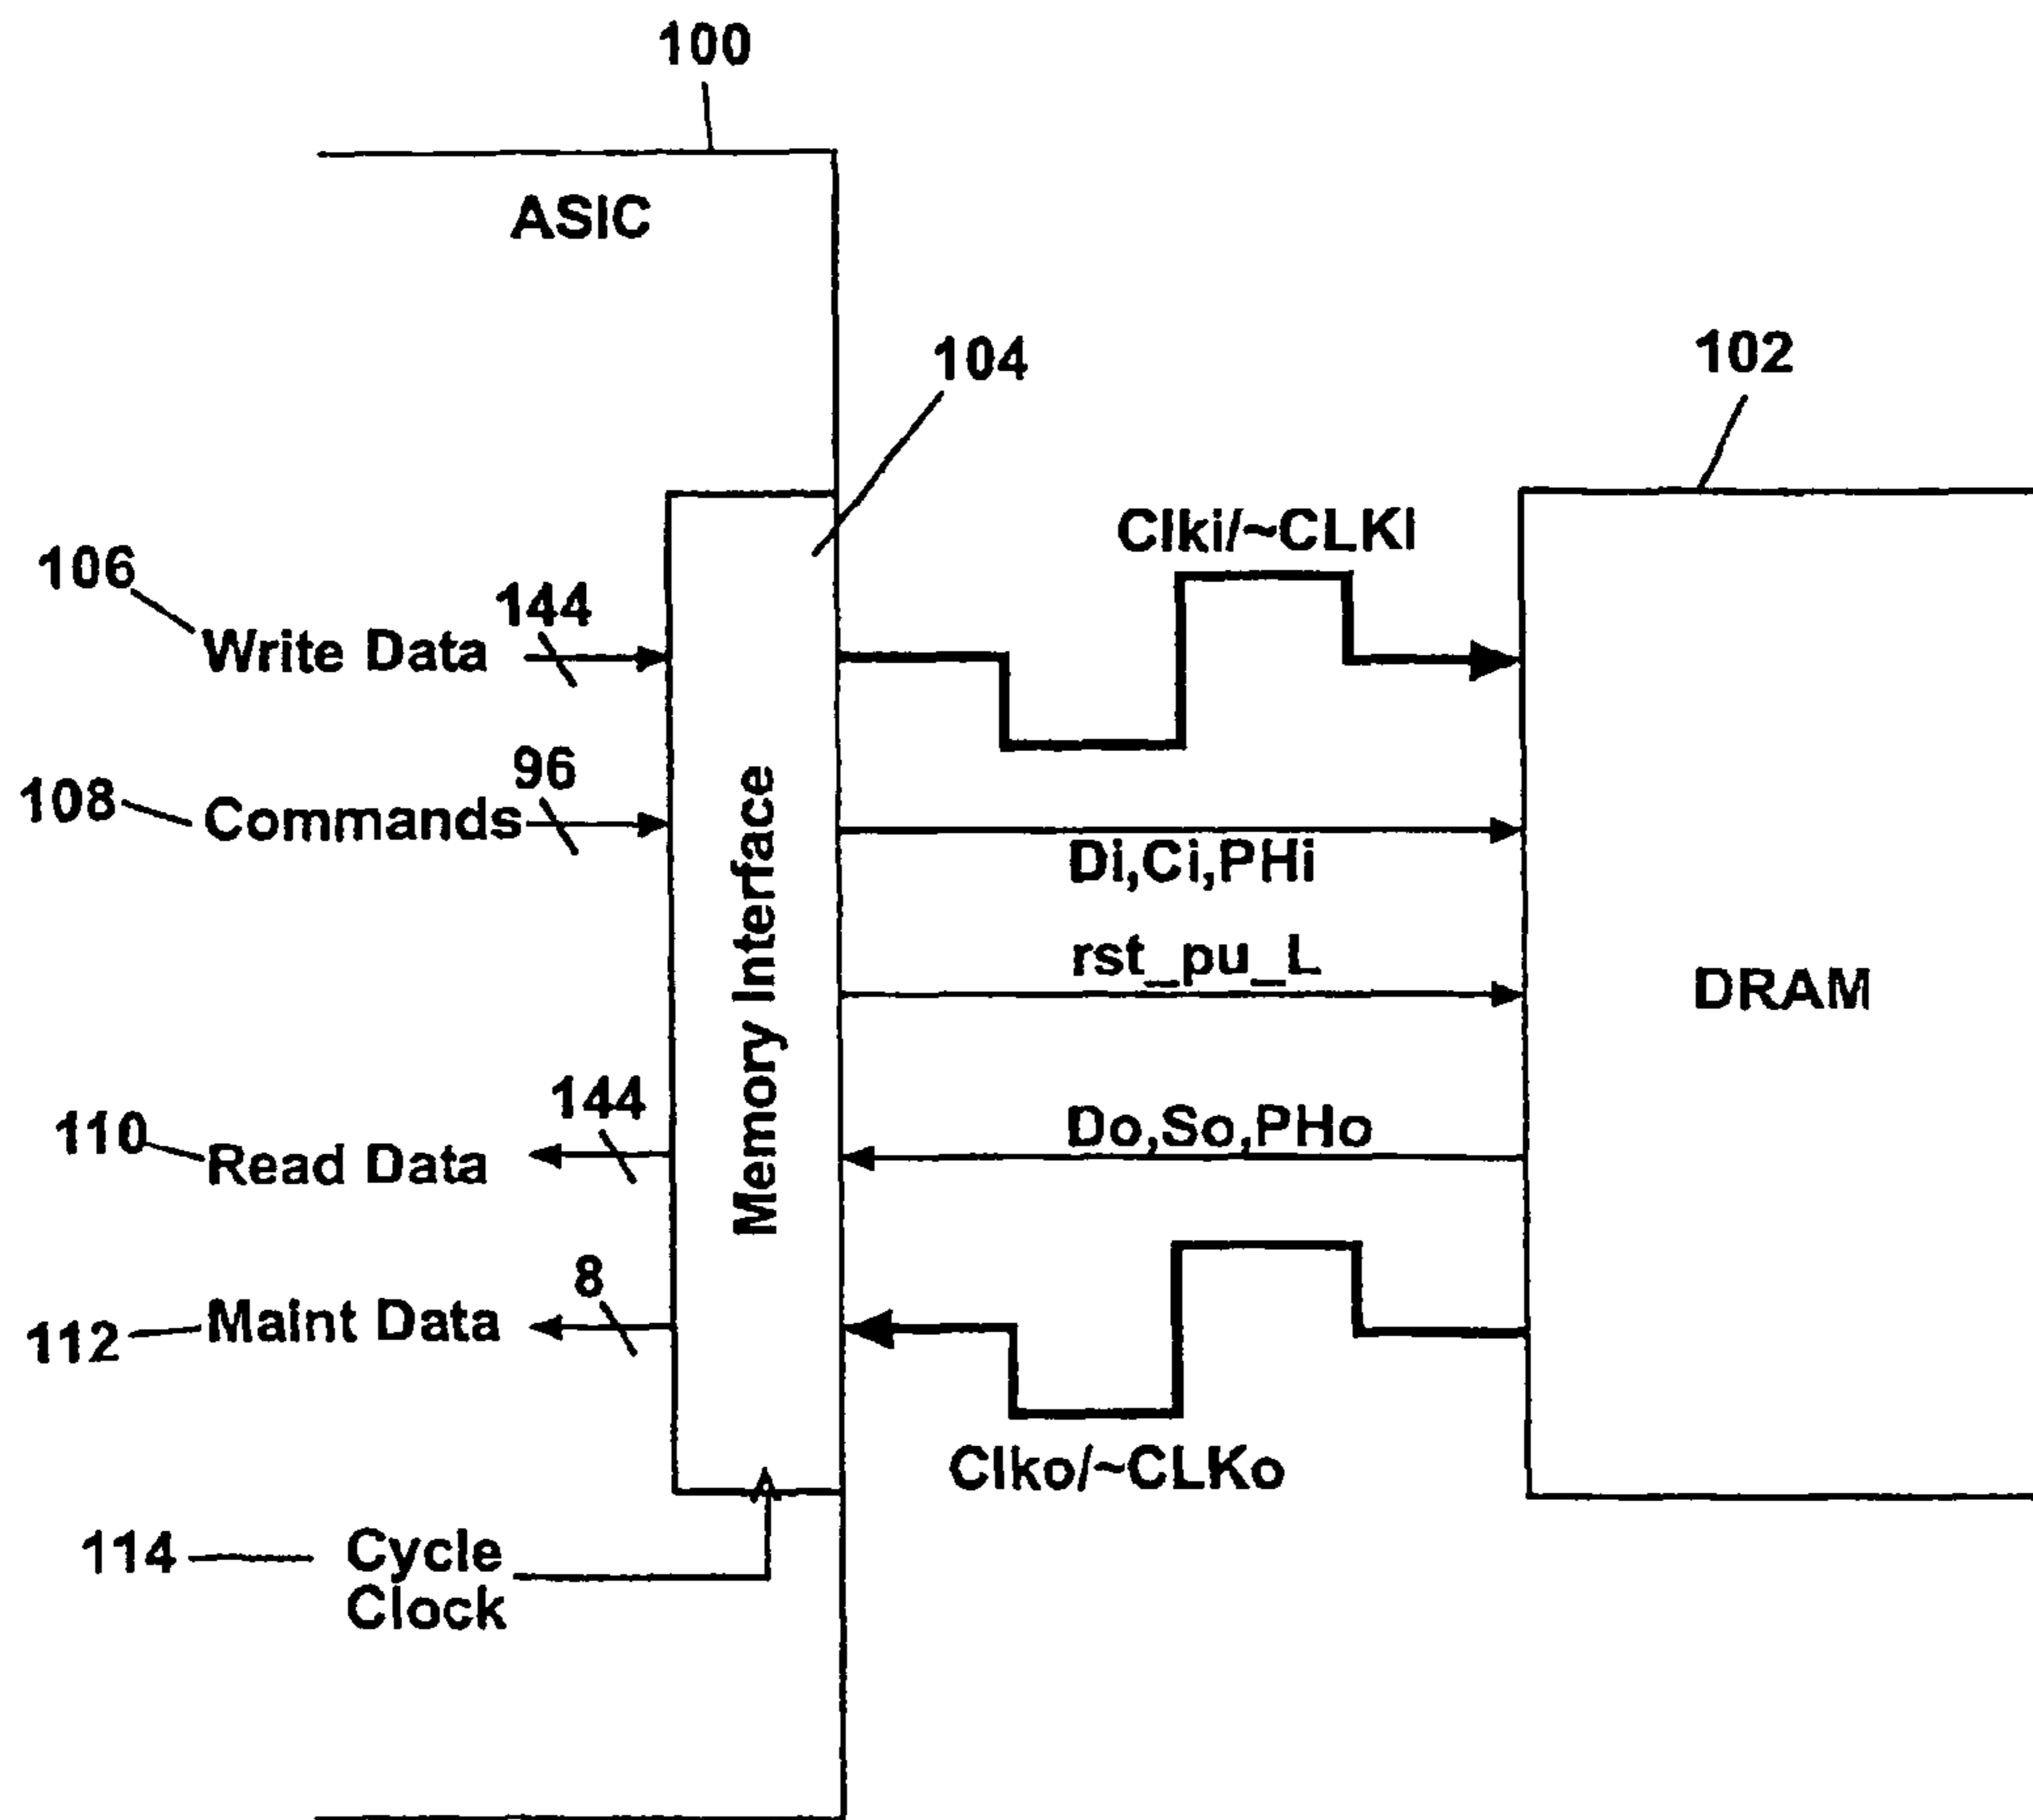 100
ASIC
104
102
Clki/~CLKI
106
144
Write Data
96
108
Commands
Di,Ci,PHi
Memory Interface
rst_pu_L
DRAM
144
110
Read Data
Do,So,PHo
8
112
Maint Data
Clko/~CLKo
114
Cycle
Clock